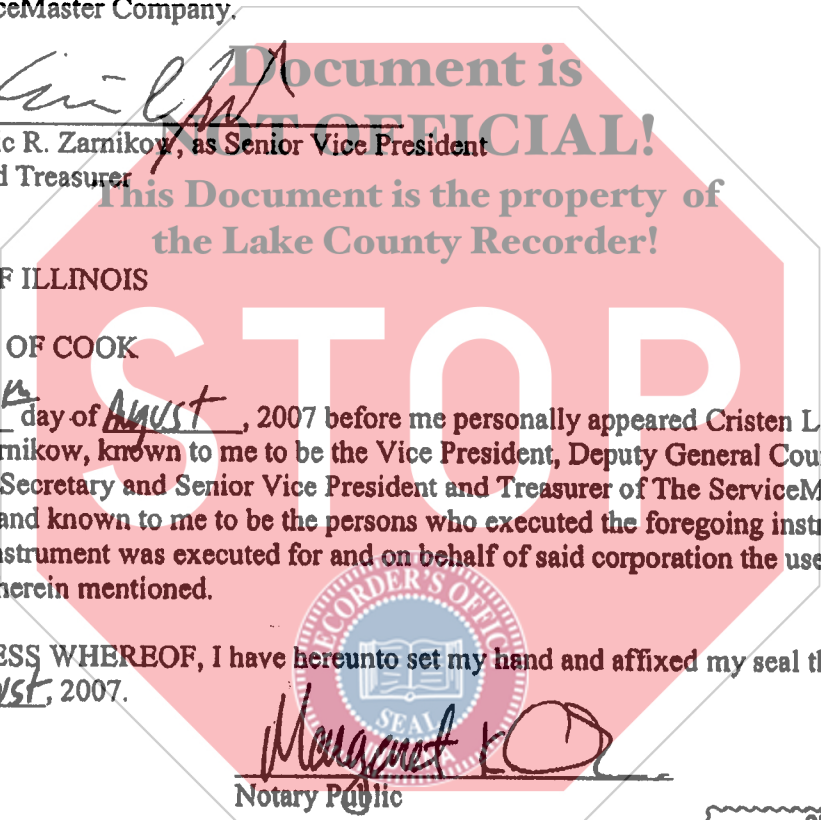 ceMaster Company.
Document is
NOT OFFICIAL!
ic R. Zarnikow, as Senior Vice President
d Treasurer
This Document is the property of
the Lake County Recorder!
F ILLINOIS
STOP
OF COOK
day of August, 2007 before me personally appeared Cristen L
rnikow, known to me to be the Vice President, Deputy General Cou
Secretary and Senior Vice President and Treasurer of The ServiceM
and known to me to be the persons who executed the foregoing instr
nstrument was executed for and on behalf of said corporation the use
herein mentioned.
RECORDER'S OFFIC
ESS WHEREOF, I have hereunto set my hand and affixed my seal th
ust, 2007.
SEAL
Margaret
Notary Public